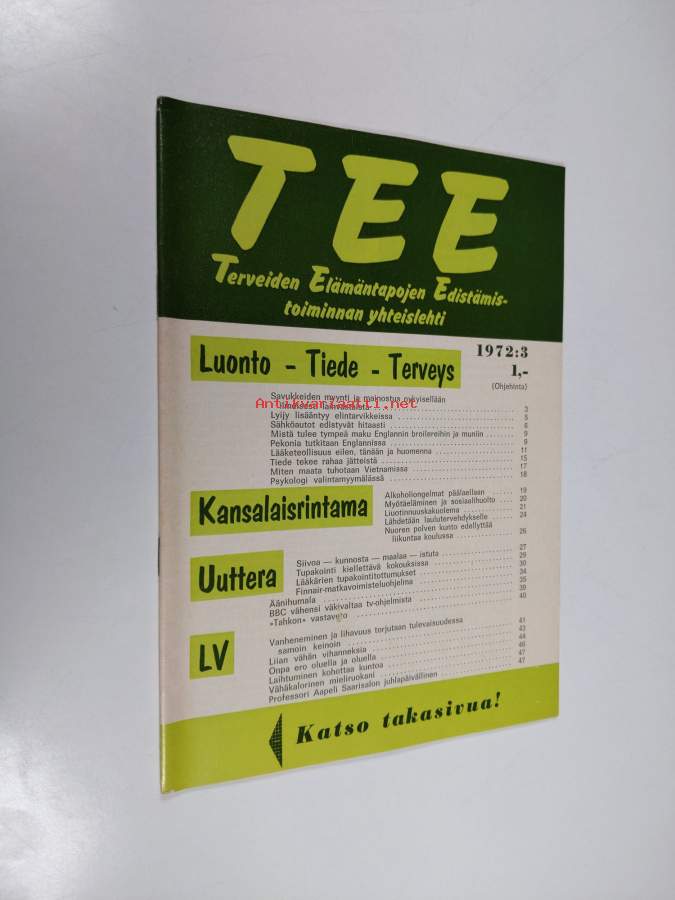 TEE
Terveiden Elämäntapojen Edistämis-
toiminnan yhteislehti
1972:3
1,-
(Ohjehinta)
Luonto - Tiede - Terveys
Savukkeiden myynti ja mainostus nykyisellään
3
Antikvariaatti.net
Lyijy lisääntyy elintarvikkeissa 5
Sähköautot edistyvät hitaasti 6
Mistä tulee tympeä maku Englannin broilereihin ja muniin 9
Pekonia tutkitaan Englannissa 9
Lääketeollisuus eilen, tänään ja huomenna 11
Tiede tekee rahaa jätteistä 15
Miten maata tuhotaan Vietnamissa 17
Psykologi valintamyymälässä 18
Kansalaisrintama
Alkoholiongelmat päälaellaan 19
Myötäeläminen ja sosiaalihuolto 20
Liuotinnuuskakuolema 21
Lähdetään laulutervehdykselle 24
Nuoren polven kunto edellyttää
liikuntaa koulussa 26
Uuttera
Siivoa — kunnosta — maalaa — istuta 27
Tupakointi kiellettävä kokouksissa 29
Lääkärien tupakointitottumukset 30
Finnair-matkavoimisteluohjelma 34
Äänihumala 35
BBC vähensi väkivaltaa tv-ohjelmista 39
»Tahkon» vastaveto 40
LV
Vanheneminen ja lihavuus torjutaan tulevaisuudessa
samoin keinoin 41
Liian vähän vihanneksia 43
Onpa ero oluella ja oluella 44
Laihtuminen kohettaa kuntoa 46
Vähäkalorinen mieliruokani 47
Professori Aapeli Saarisalon juhlapäivällinen 47
Katso takasivua!